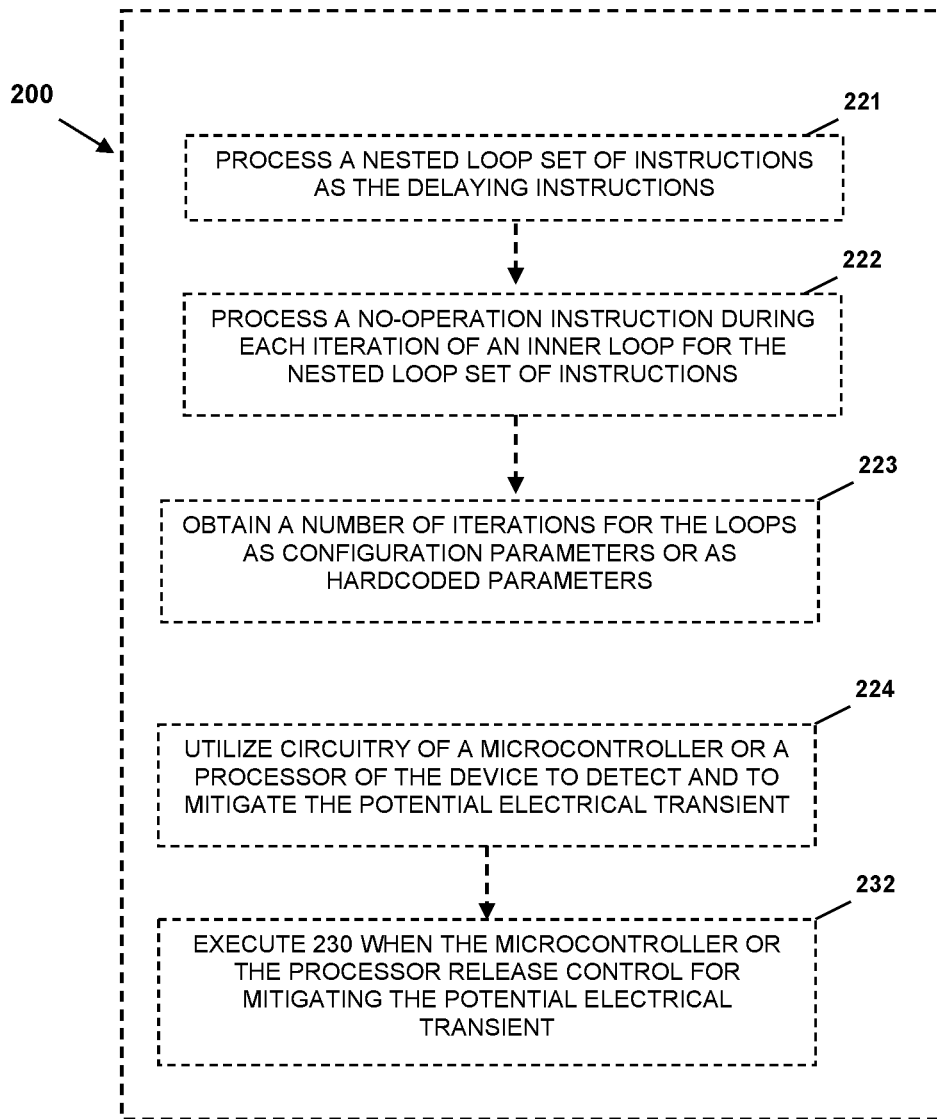 200
221
PROCESS A NESTED LOOP SET OF INSTRUCTIONS
AS THE DELAYING INSTRUCTIONS
222
PROCESS A NO-OPERATION INSTRUCTION DURING
EACH ITERATION OF AN INNER LOOP FOR THE
NESTED LOOP SET OF INSTRUCTIONS
223
OBTAIN A NUMBER OF ITERATIONS FOR THE LOOPS
AS CONFIGURATION PARAMETERS OR AS
HARDCODED PARAMETERS
224
UTILIZE CIRCUITRY OF A MICROCONTROLLER OR A
PROCESSOR OF THE DEVICE TO DETECT AND TO
MITIGATE THE POTENTIAL ELECTRICAL TRANSIENT
232
EXECUTE 230 WHEN THE MICROCONTROLLER OR
THE PROCESSOR RELEASE CONTROL FOR
MITIGATING THE POTENTIAL ELECTRICAL
TRANSIENT